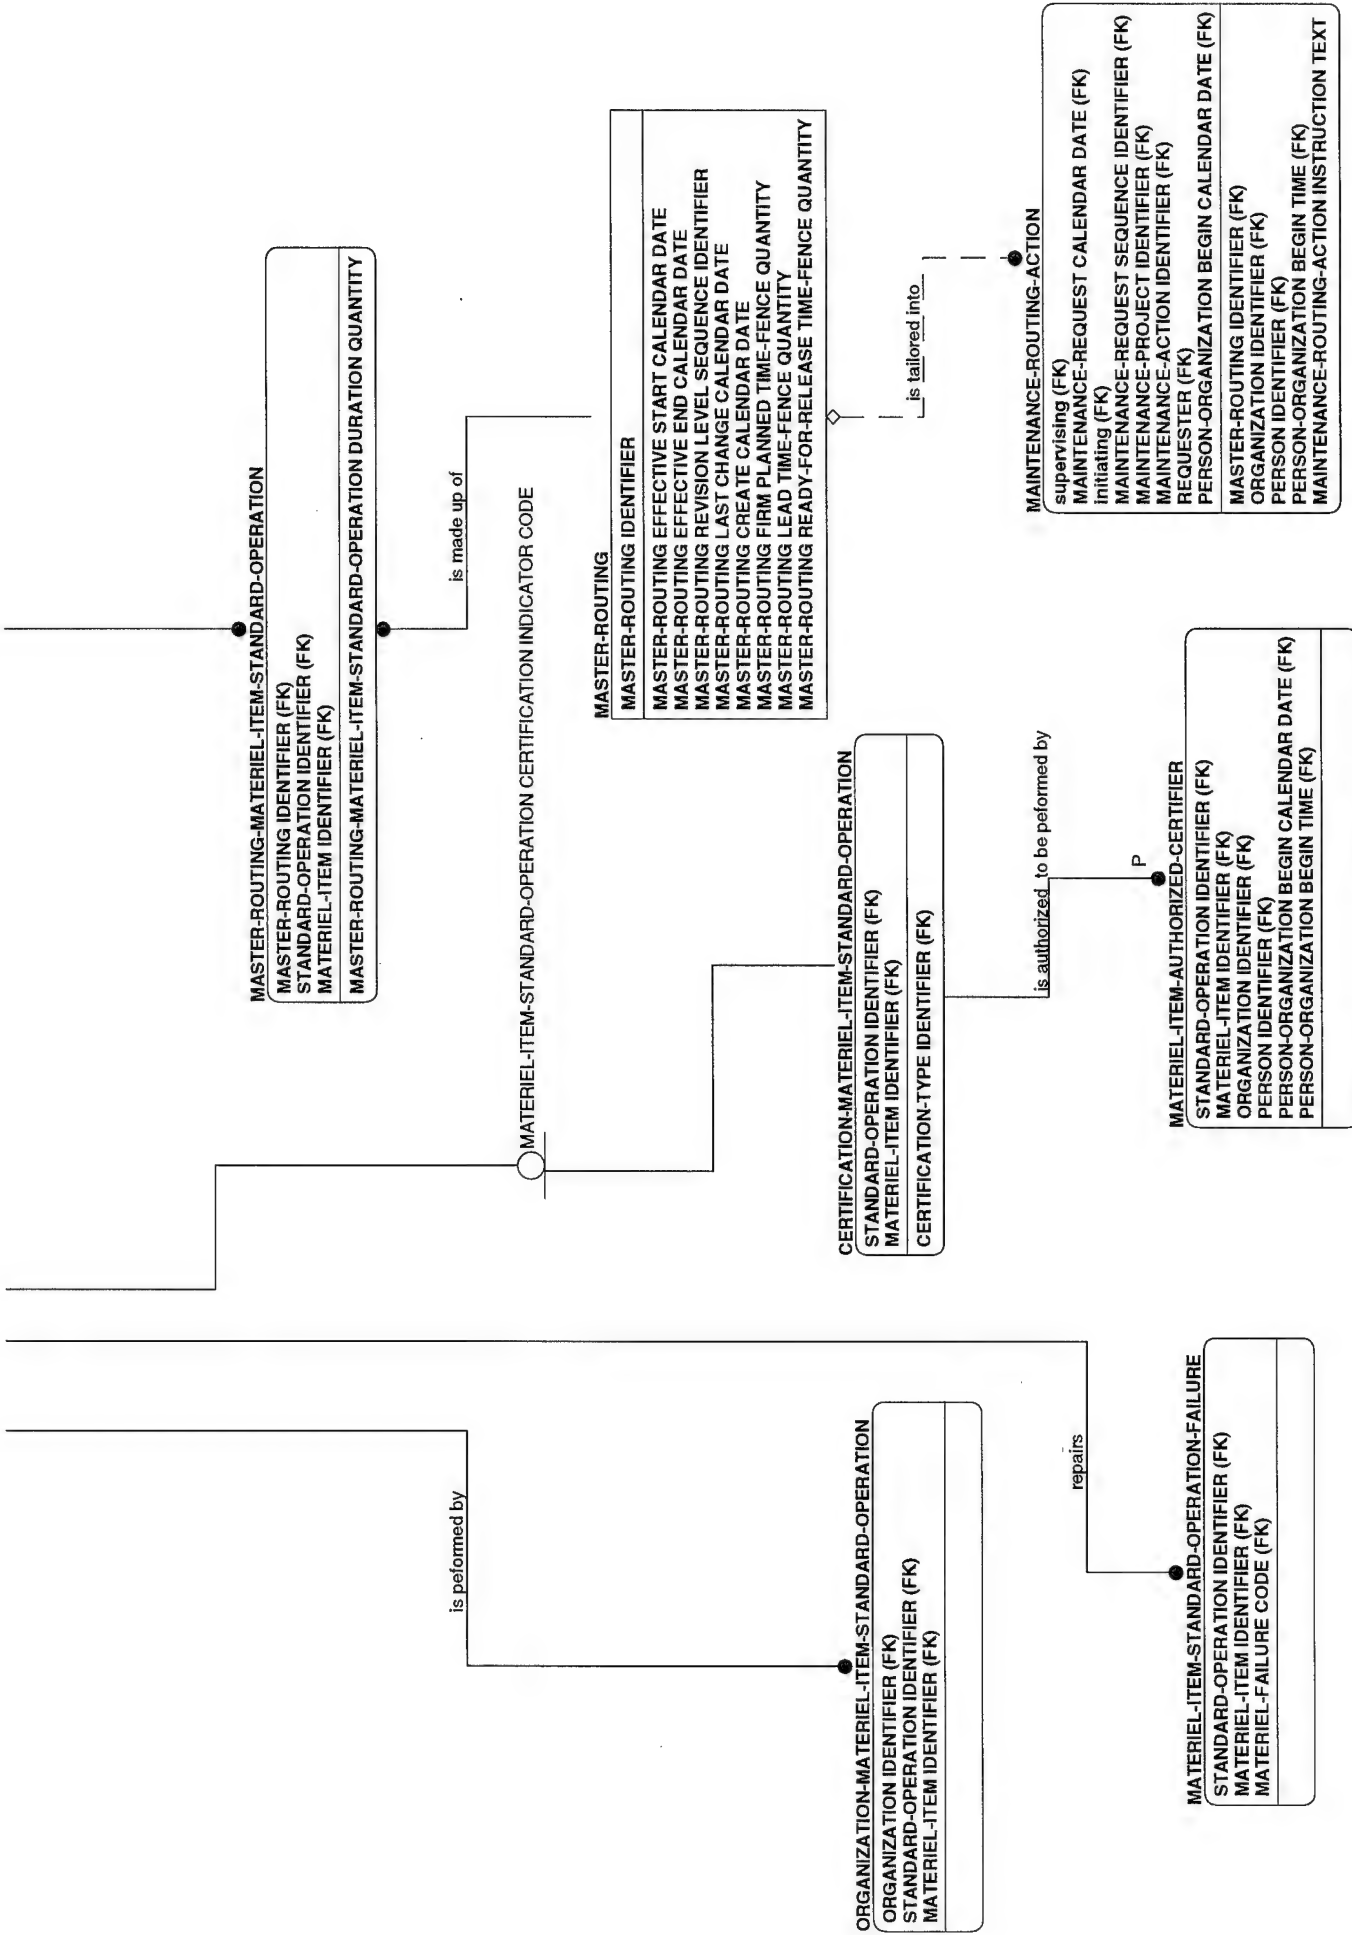 is peformed by
ORGANIZATION-MATERIEL-ITEM-STANDARD-OPERATION
ORGANIZATION IDENTIFIER (FK)
STANDARD-OPERATION IDENTIFIER (FK)
MATERIEL-ITEM IDENTIFIER (FK)
repairs
MATERIEL-ITEM-STANDARD-OPERATION-FAILURE
STANDARD-OPERATION IDENTIFIER (FK)
MATERIEL-ITEM IDENTIFIER (FK)
MATERIEL-FAILURE CODE (FK)
MATERIEL-ITEM-STANDARD-OPERATION CERTIFICATION INDICATOR CODE
CERTIFICATION-MATERIEL-ITEM-STANDARD-OPERATION
STANDARD-OPERATION IDENTIFIER (FK)
MATERIEL-ITEM IDENTIFIER (FK)
CERTIFICATION-TYPE IDENTIFIER (FK)
is authorized to be peformed by
P
MATERIEL-ITEM-AUTHORIZED-CERTIFIER
STANDARD-OPERATION IDENTIFIER (FK)
MATERIEL-ITEM IDENTIFIER (FK)
ORGANIZATION IDENTIFIER (FK)
PERSON IDENTIFIER (FK)
PERSON-ORGANIZATION BEGIN CALENDAR DATE (FK)
PERSON-ORGANIZATION BEGIN TIME (FK)
MASTER-ROUTING-MATERIEL-ITEM-STANDARD-OPERATION
MASTER-ROUTING IDENTIFIER (FK)
STANDARD-OPERATION IDENTIFIER (FK)
MATERIEL-ITEM IDENTIFIER (FK)
MASTER-ROUTING-MATERIEL-ITEM-STANDARD-OPERATION DURATION QUANTITY
is made up of
MASTER-ROUTING
MASTER-ROUTING IDENTIFIER
MASTER-ROUTING EFFECTIVE START CALENDAR DATE
MASTER-ROUTING EFFECTIVE END CALENDAR DATE
MASTER-ROUTING REVISION LEVEL SEQUENCE IDENTIFIER
MASTER-ROUTING LAST CHANGE CALENDAR DATE
MASTER-ROUTING CREATE CALENDAR DATE
MASTER-ROUTING FIRM PLANNED TIME-FENCE QUANTITY
MASTER-ROUTING LEAD TIME-FENCE QUANTITY
MASTER-ROUTING READY-FOR-RELEASE TIME-FENCE QUANTITY
is tailored into
MAINTENANCE-ROUTING-ACTION
supervising (FK)
MAINTENANCE-REQUEST CALENDAR DATE (FK)
initiating (FK)
MAINTENANCE-REQUEST SEQUENCE IDENTIFIER (FK)
MAINTENANCE-PROJECT IDENTIFIER (FK)
MAINTENANCE-ACTION IDENTIFIER (FK)
REQUESTER (FK)
PERSON-ORGANIZATION BEGIN CALENDAR DATE (FK)
MASTER-ROUTING IDENTIFIER (FK)
ORGANIZATION IDENTIFIER (FK)
PERSON IDENTIFIER (FK)
PERSON-ORGANIZATION BEGIN TIME (FK)
MAINTENANCE-ROUTING-ACTION INSTRUCTION TEXT